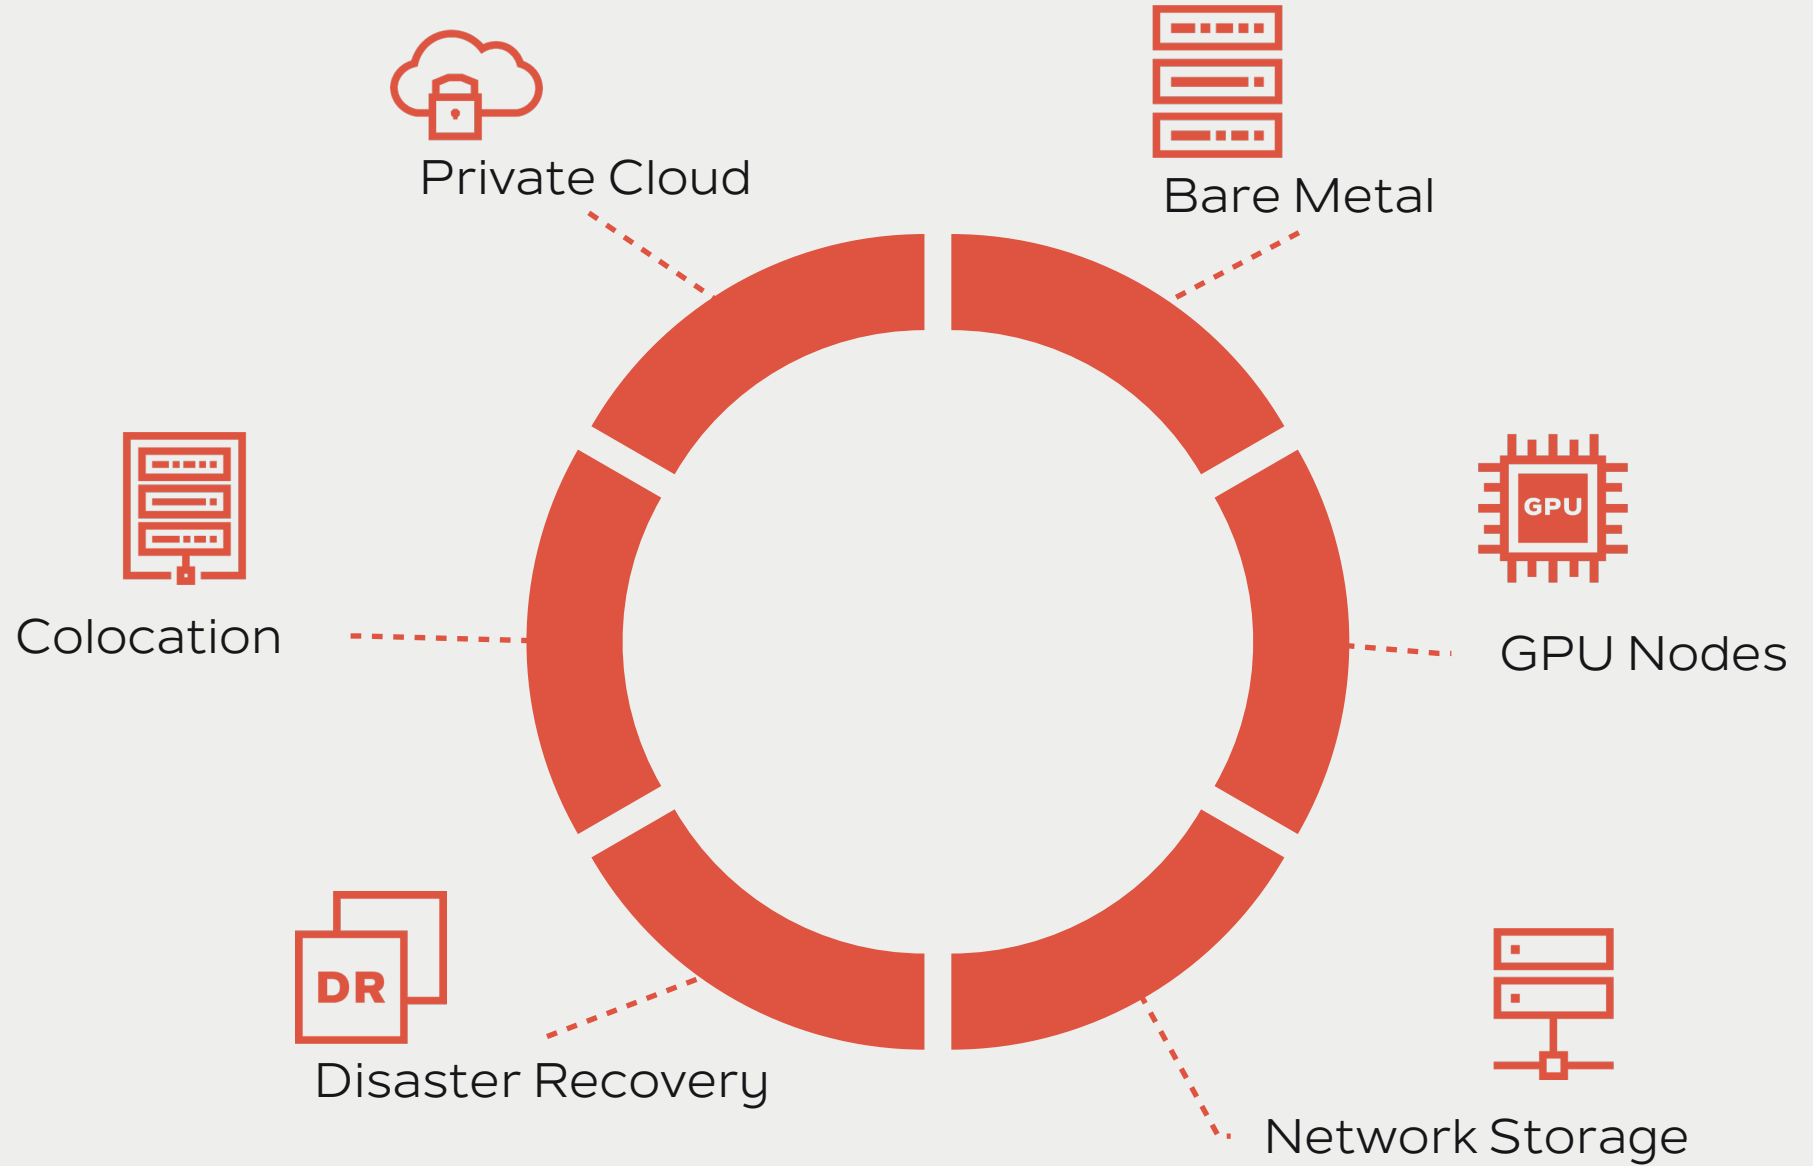 Private Cloud
Bare Metal
Colocation
GPU
GPU Nodes
DR
Disaster Recovery
Network Storage